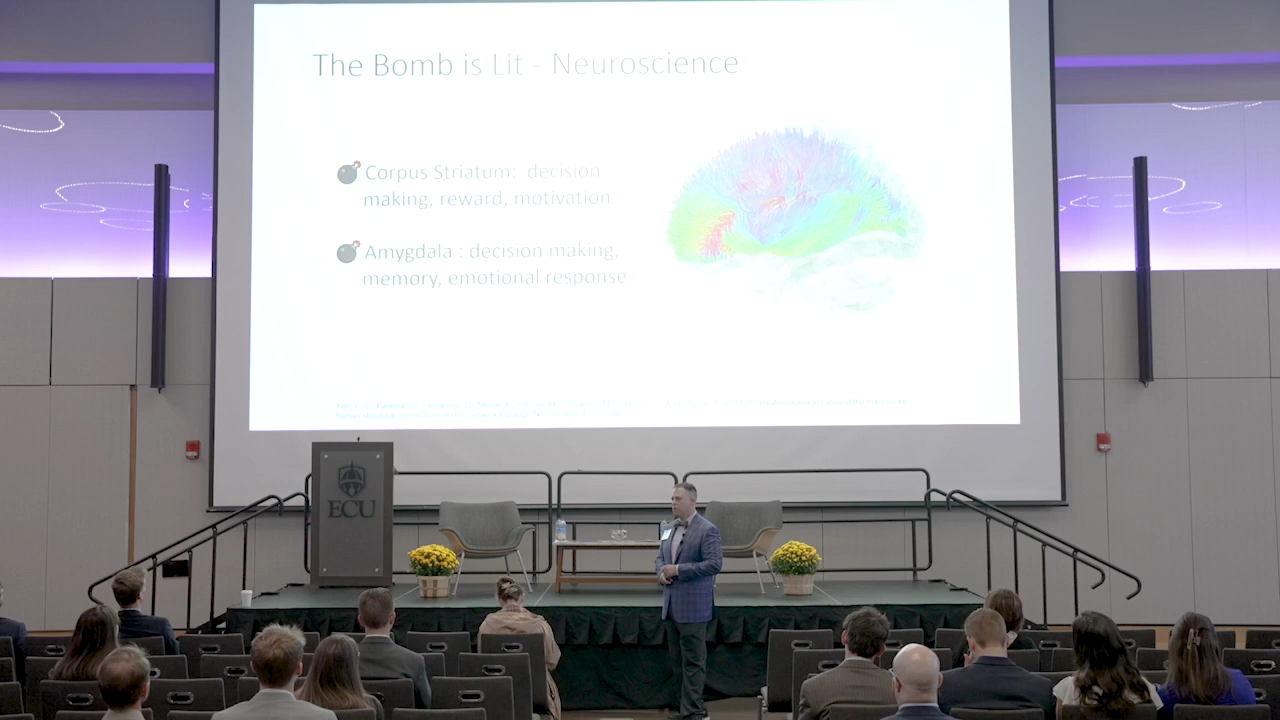 The Bomb is Lit - Neuroscience
Corpus Striatum: decision
making, reward, motivation
Amygdala : decision making,
memory, emotional response
ECU